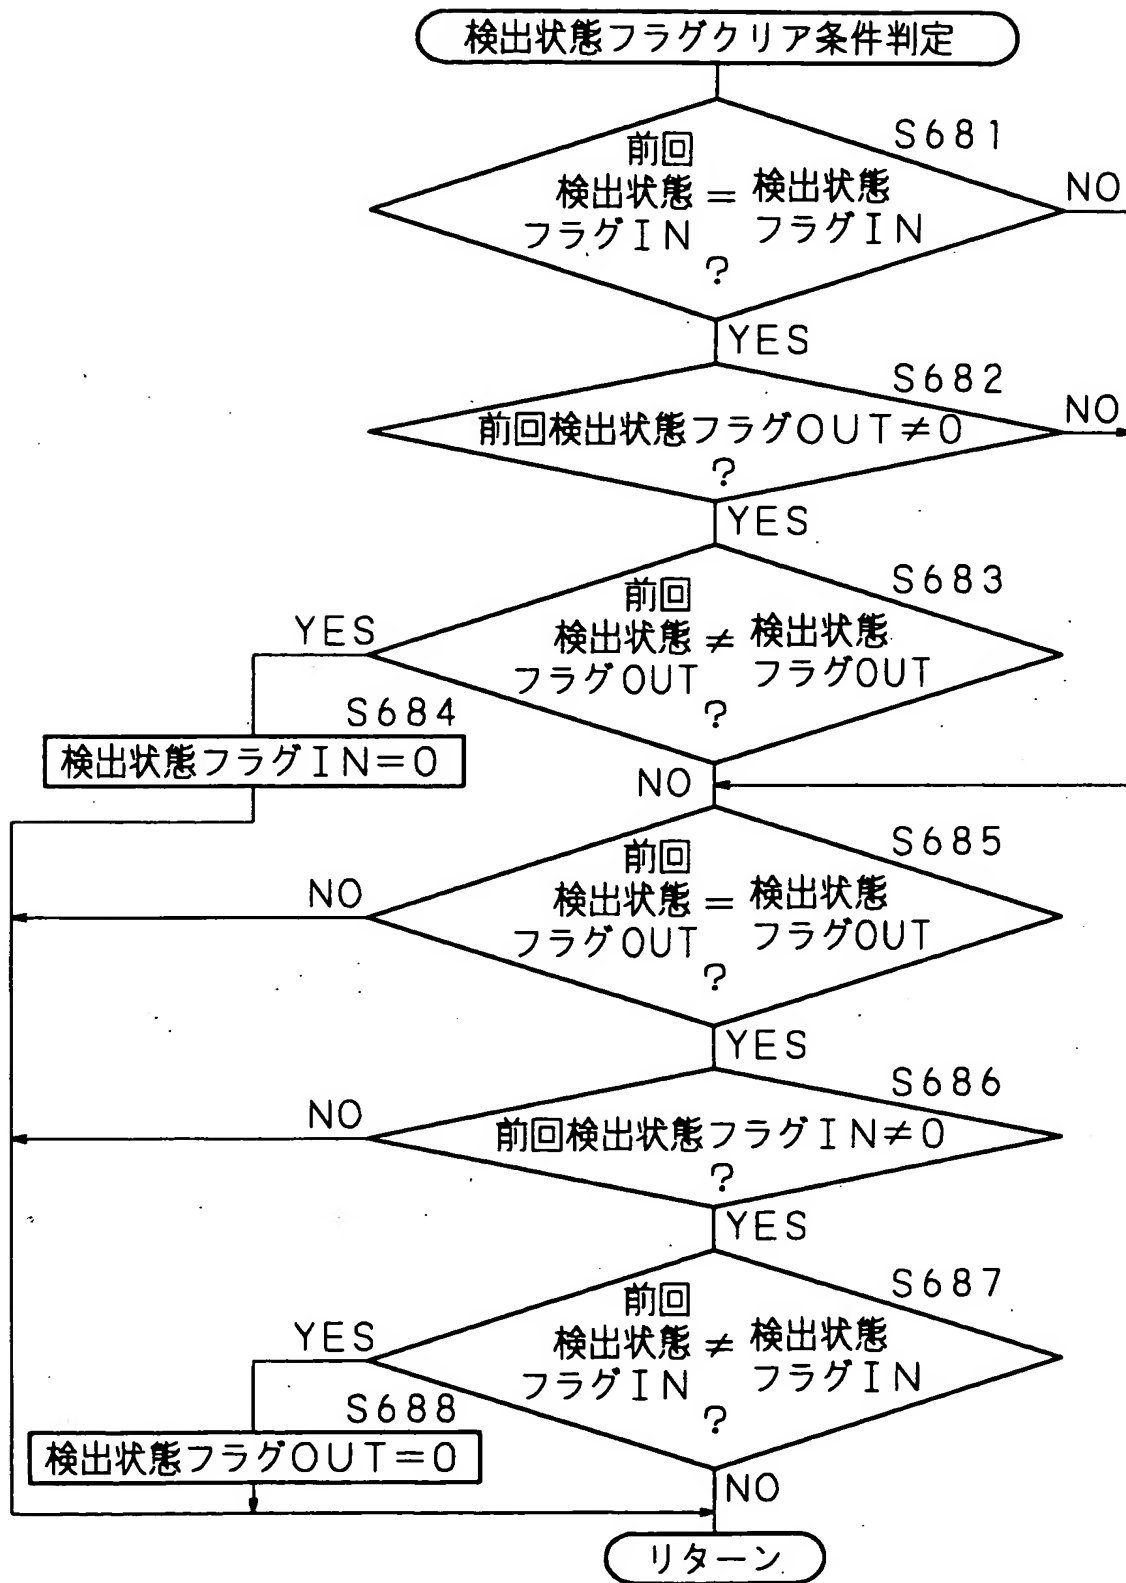 検出状態フラグクリア条件判定
S681
前回
検出状態 = 検出状態
フラグIN フラグIN
?
NO
YES
S682
前回検出状態フラグOUT≠0
?
NO
YES
S683
前回
検出状態 ≠ 検出状態
フラグOUT フラグOUT
?
YES
S684
検出状態フラグIN=0
NO
S685
前回
検出状態 = 検出状態
フラグOUT フラグOUT
?
NO
YES
S686
前回検出状態フラグIN≠0
?
NO
YES
S687
前回
検出状態 ≠ 検出状態
フラグIN フラグIN
?
YES
S688
検出状態フラグOUT=0
NO
リターン